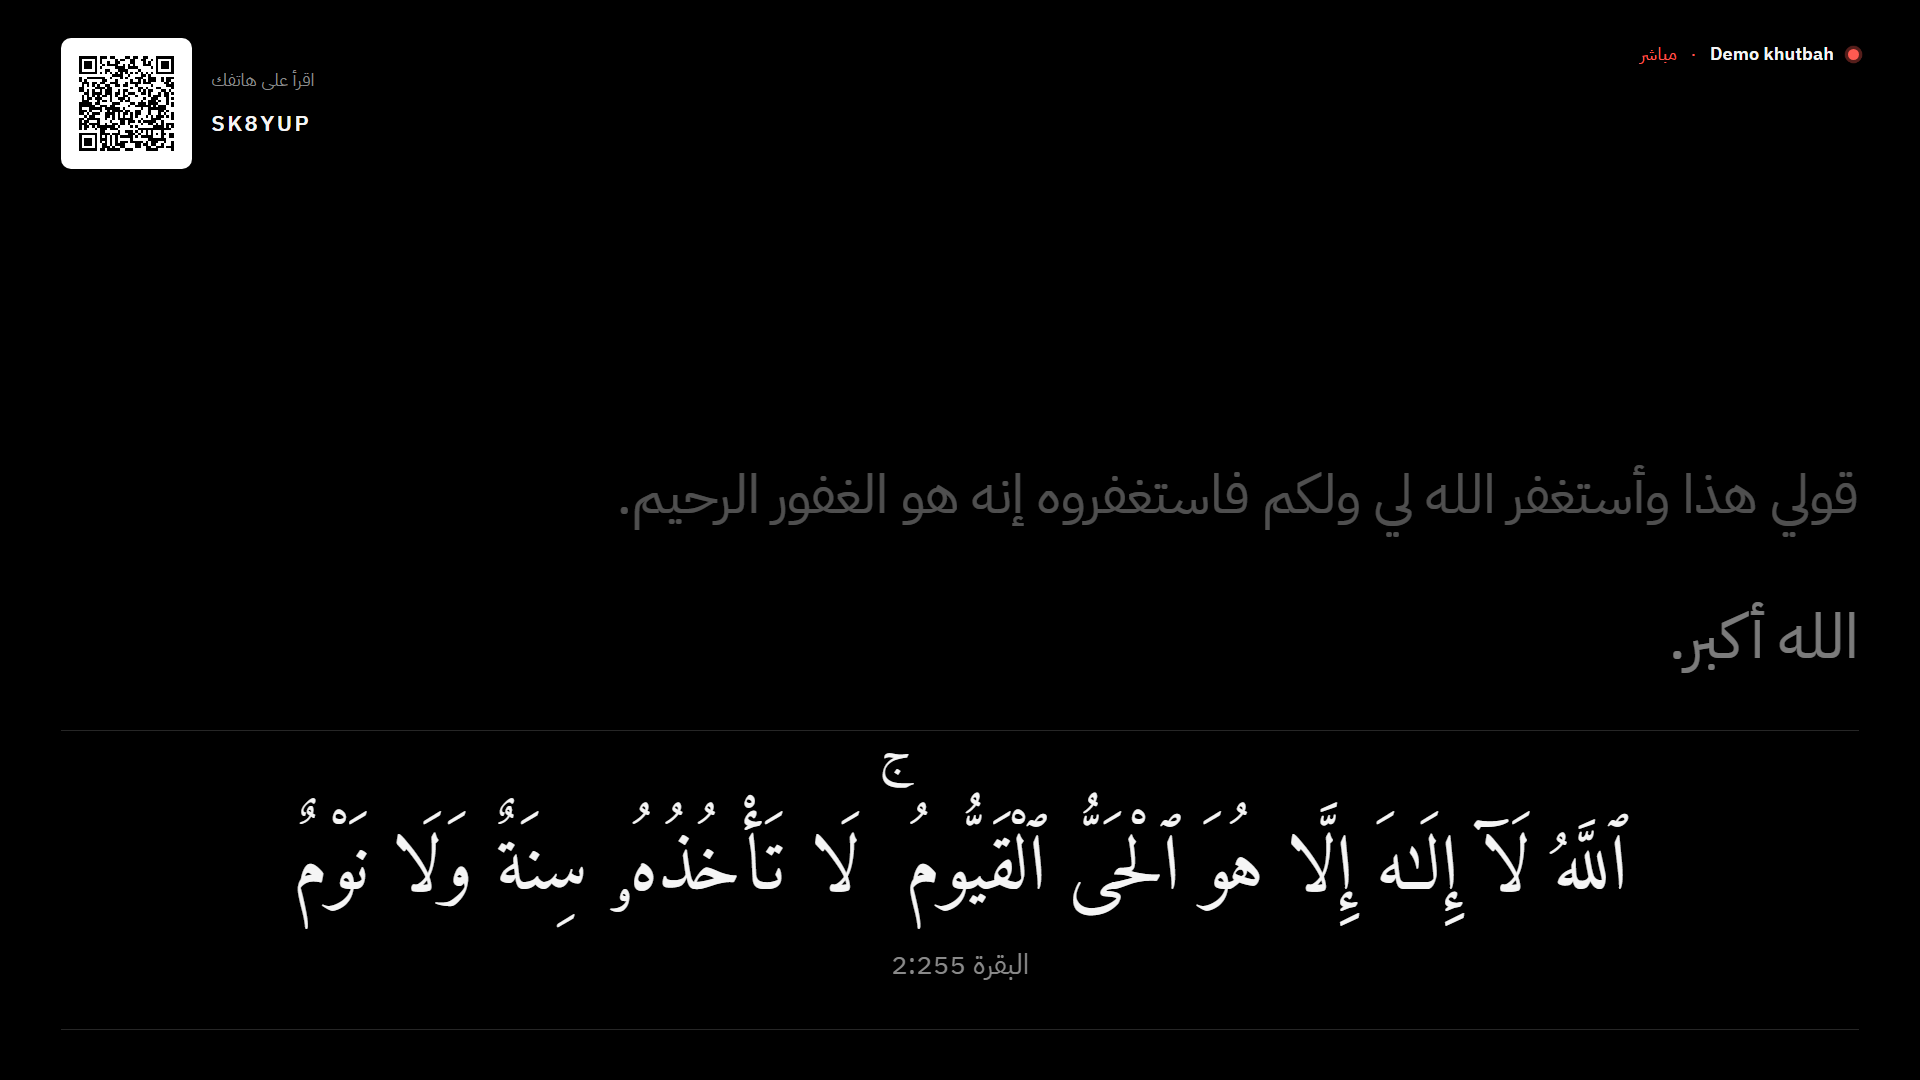 Demo khutbah · مباشر
اقرأ على هاتفك
SK8YUP
قولي هذا وأستغفر الله لي ولكم فاستغفروه إنه هو الغفور الرحيم.
الله أكبر.
ٱللَّهُ لَآ إِلَـٰهَ إِلَّا هُوَ ٱلْحَىُّ ٱلْقَيُّومُ ۚ لَا تَأْخُذُهُۥ سِنَةٌ وَلَا نَوْمٌ
البقرة 2:255